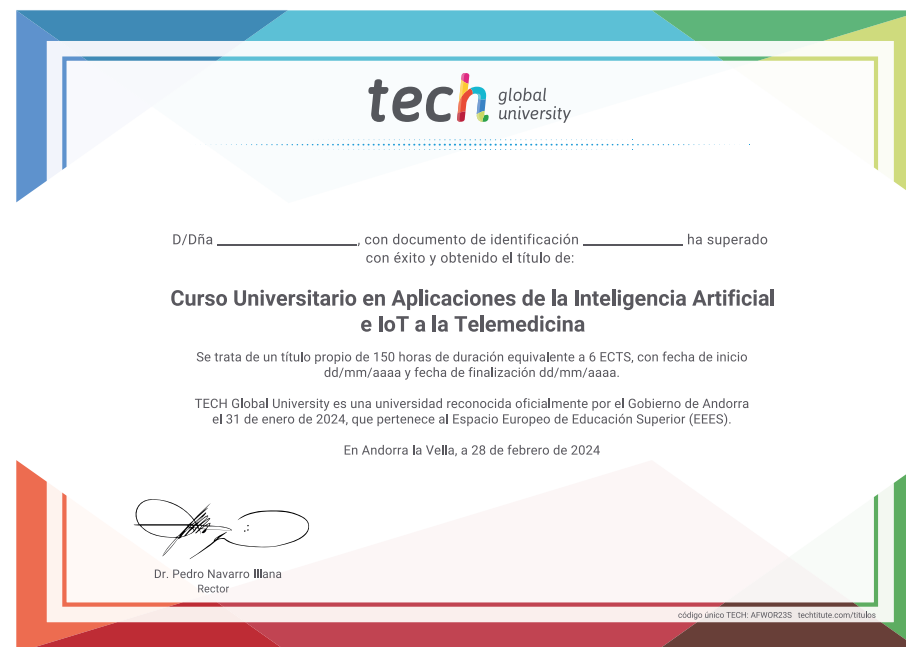 tech global university
D/Dña ____________________, con documento de identificación ______________ ha superado
con éxito y obtenido el título de:
Curso Universitario en Aplicaciones de la Inteligencia Artificial
e IoT a la Telemedicina
Se trata de un título propio de 150 horas de duración equivalente a 6 ECTS, con fecha de inicio
dd/mm/aaaa y fecha de finalización dd/mm/aaaa.
TECH Global University es una universidad reconocida oficialmente por el Gobierno de Andorra
el 31 de enero de 2024, que pertenece al Espacio Europeo de Educación Superior (EEES).
En Andorra la Vella, a 28 de febrero de 2024
Dr. Pedro Navarro Illana
Rector
código único TECH: AFWOR23S techtitute.com/titulos